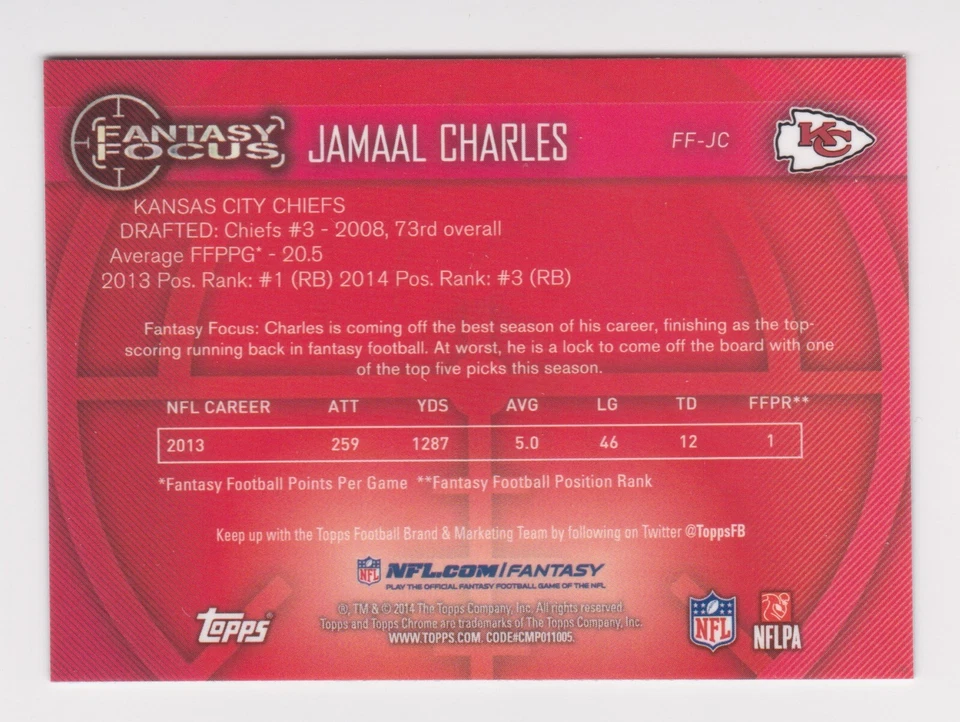 FANTASY FOCUS JAMAAL CHARLES FF-JC KC
KANSAS CITY CHIEFS
DRAFTED: Chiefs #3 - 2008, 73rd overall
Average FFPPG* - 20.5
2013 Pos. Rank: #1 (RB) 2014 Pos. Rank: #3 (RB)
Fantasy Focus: Charles is coming off the best season of his career, finishing as the top-
scoring running back in fantasy football. At worst, he is a lock to come off the board with one
of the top five picks this season.
NFL CAREER ATT YDS AVG LG TD FFPR**
2013 259 1287 5.0 46 12 1
*Fantasy Football Points Per Game **Fantasy Football Position Rank
Keep up with the Topps Football Brand & Marketing Team by following on Twitter @ToppsFB
NFL NFL.COM/FANTASY
PLAY THE OFFICIAL FANTASY FOOTBALL GAME OF THE NFL
®, TM & © 2014 The Topps Company, Inc. All rights reserved.
Topps and Topps Chrome are trademarks of The Topps Company, Inc.
WWW.TOPPS.COM. CODE#CMP011005.
Topps® NFL NFLPA